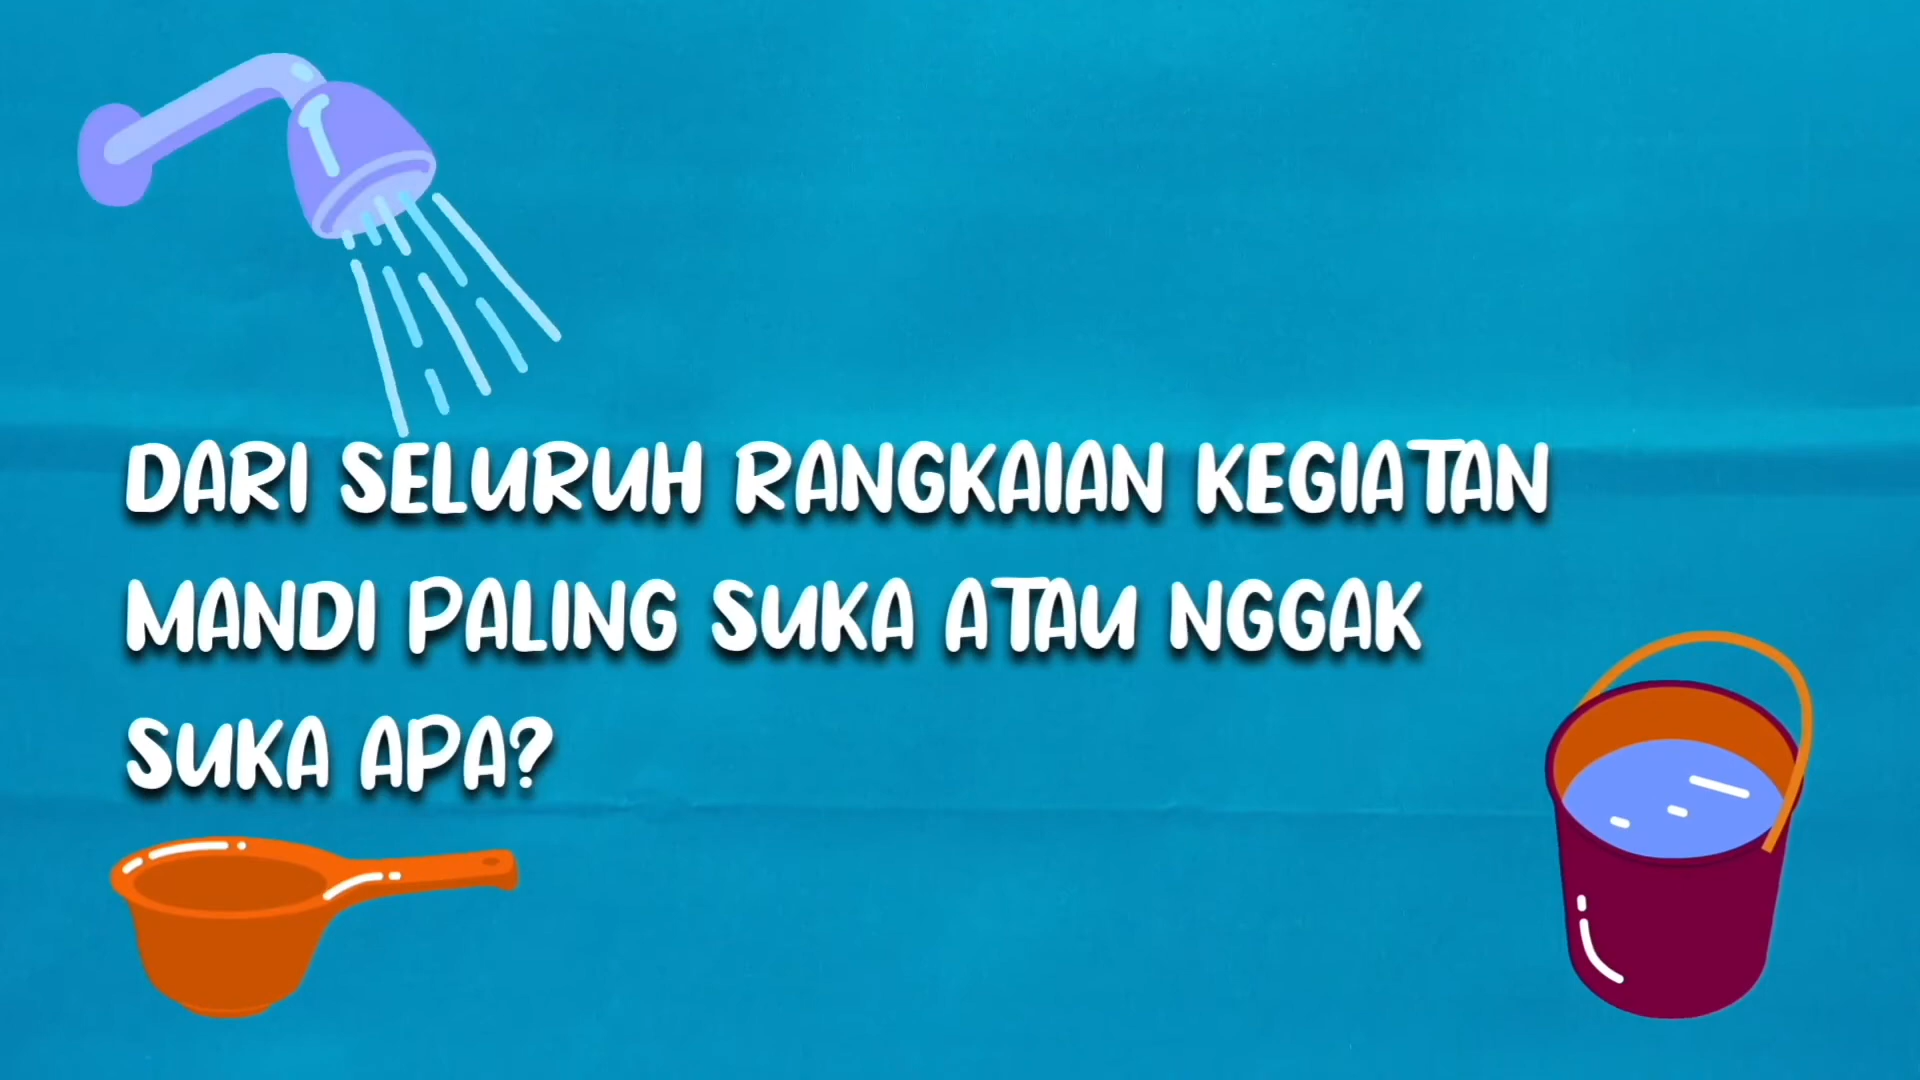 DARI SELURUH RANGKAIAN KEGIATAN
MANDI PALING SUKA ATAU NGGAK
SUKA APA?